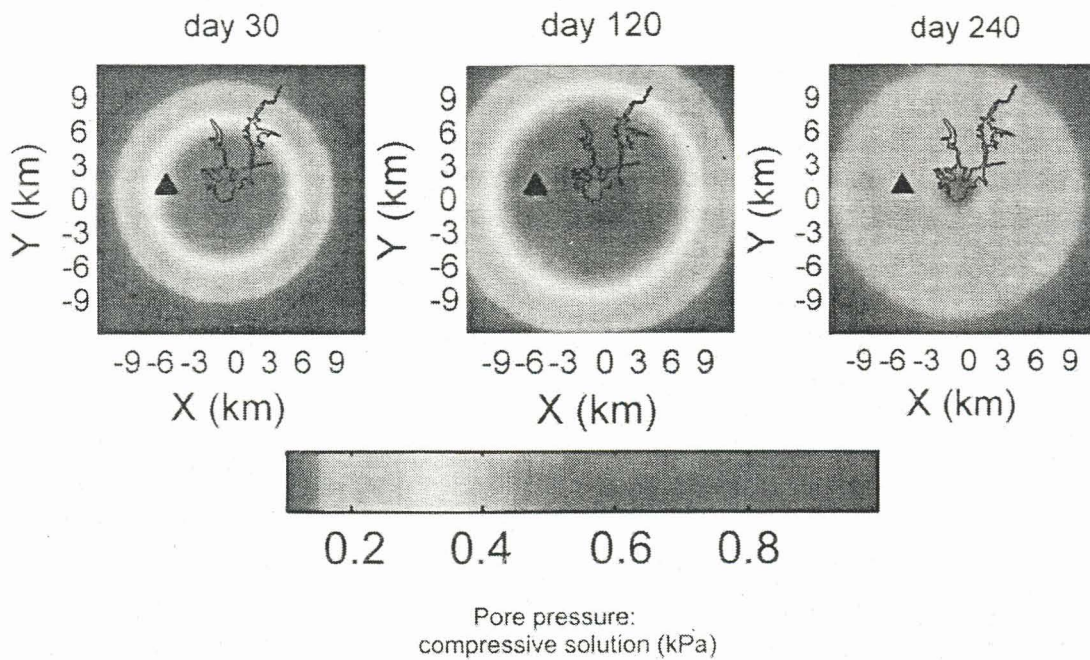 day 30 day 120 day 240
Y (km) 9 6 3 0 -3 -6 -9
Y (km) 9 6 3 0 -3 -6 -9
Y (km) 9 6 3 0 -3 -6 -9
-9 -6 -3 0 3 6 9 -9 -6 -3 0 3 6 9 -9 -6 -3 0 3 6 9
X (km) X (km) X (km)
0.2 0.4 0.6 0.8
Pore pressure:
compressive solution (kPa)